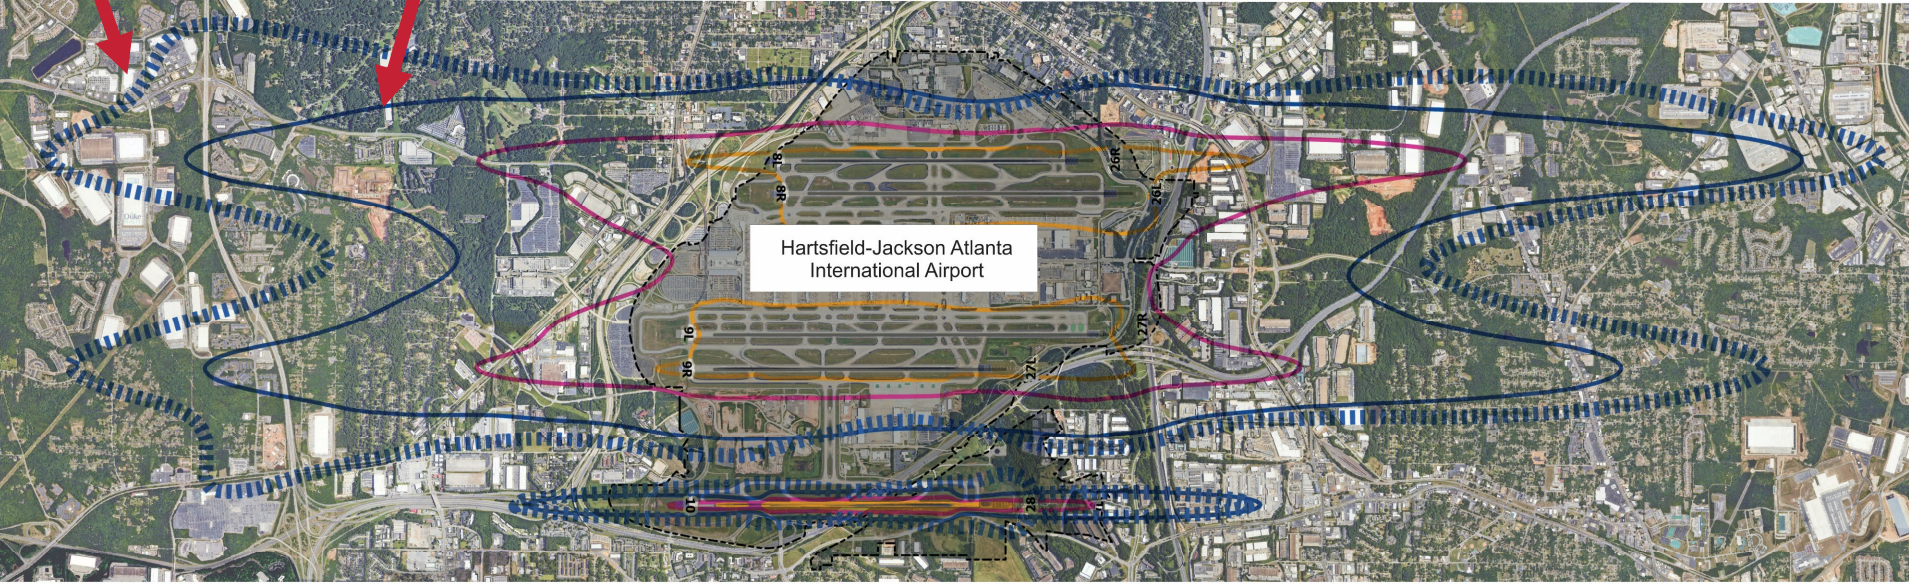 8L
26R
8R
26L
Hartsfield-Jackson Atlanta
International Airport
9L
27R
9R
27L
10
28